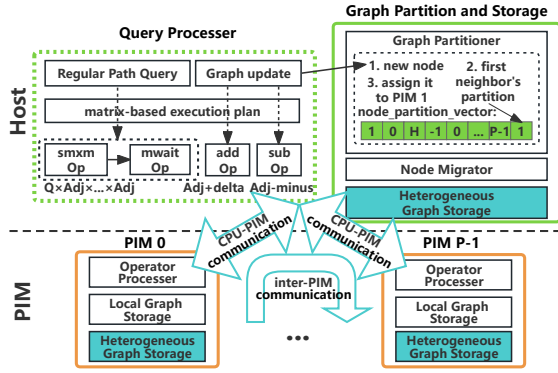 Query Processer
Graph Partition and Storage
Host
Regular Path Query
Graph update
matrix-based execution plan
smxm
Op
mwait
Op
add
Op
sub
Op
Q×Adj×...×Adj
Adj+delta
Adj-minus
Graph Partitioner
1. new node
2. first
neighbor's
partition
3. assign it
to PIM 1
node_partition_vector:
1 0 H -1 0 ... P-1 1
Node Migrator
Heterogeneous
Graph Storage
CPU-PIM
communication
CPU-PIM
communication
inter-PIM
communication
PIM
PIM 0
Operator
Processer
Local Graph
Storage
Heterogeneous
Graph Storage
...
PIM P-1
Operator
Processer
Local Graph
Storage
Heterogeneous
Graph Storage